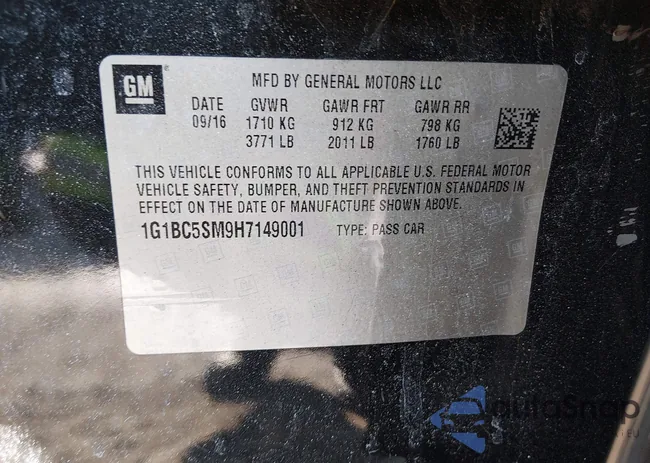 GM
MFD BY GENERAL MOTORS LLC
DATE GVWR GAWR FRT GAWR RR
09/16 1710 KG 912 KG 798 KG
3771 LB 2011 LB 1760 LB
THIS VEHICLE CONFORMS TO ALL APPLICABLE U.S. FEDERAL MOTOR
VEHICLE SAFETY, BUMPER, AND THEFT PREVENTION STANDARDS IN
EFFECT ON THE DATE OF MANUFACTURE SHOWN ABOVE.
1G1BC5SM9H7149001 TYPE: PASS CAR
autoSnap